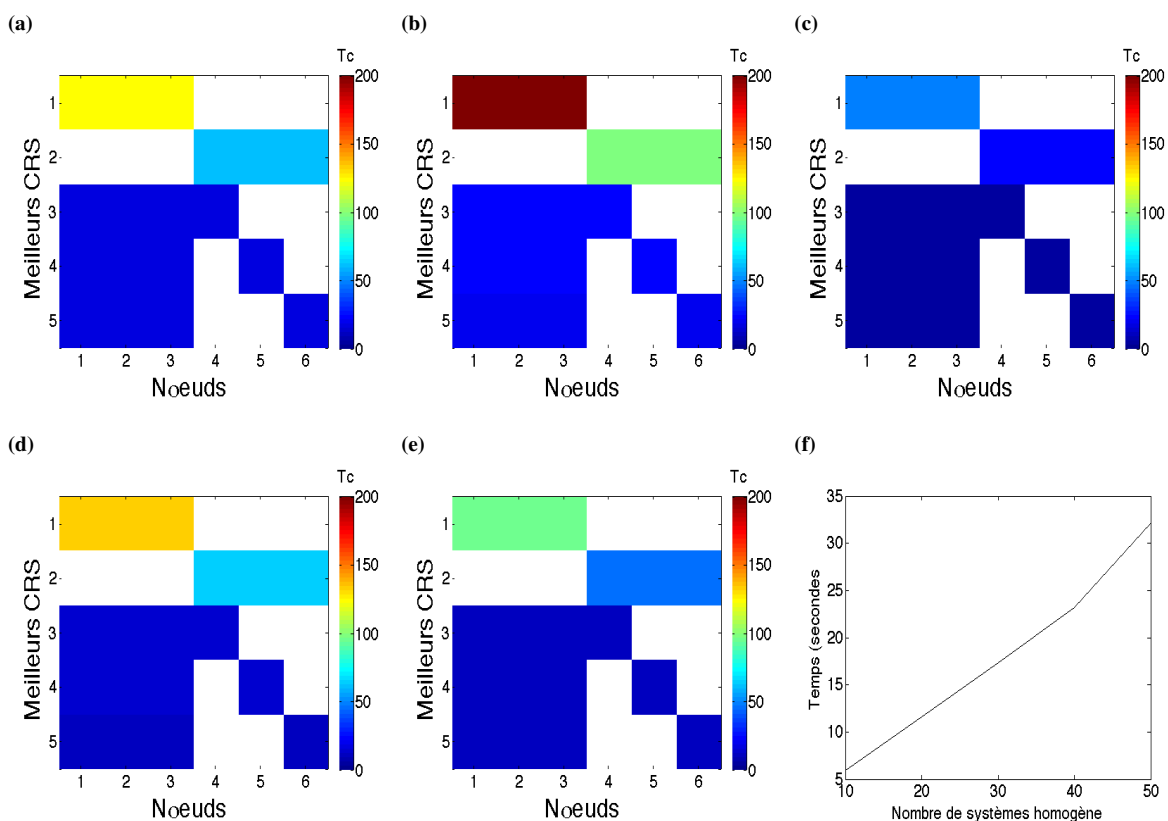 (a)
Tc
200
150
100
50
0
1
2
3
4
5
Meilleurs CRS
1 2 3 4 5 6
Noeuds
(b)
Tc
200
150
100
50
0
1
2
3
4
5
Meilleurs CRS
1 2 3 4 5 6
Noeuds
(c)
Tc
200
150
100
50
0
1
2
3
4
5
Meilleurs CRS
1 2 3 4 5 6
Noeuds
(d)
Tc
200
150
100
50
0
1
2
3
4
5
Meilleurs CRS
1 2 3 4 5 6
Noeuds
(e)
Tc
200
150
100
50
0
1
2
3
4
5
Meilleurs CRS
1 2 3 4 5 6
Noeuds
(f)
35
30
25
20
15
10
5
Temps (secondes
10 20 30 40 50
Nombre de systèmes homogène